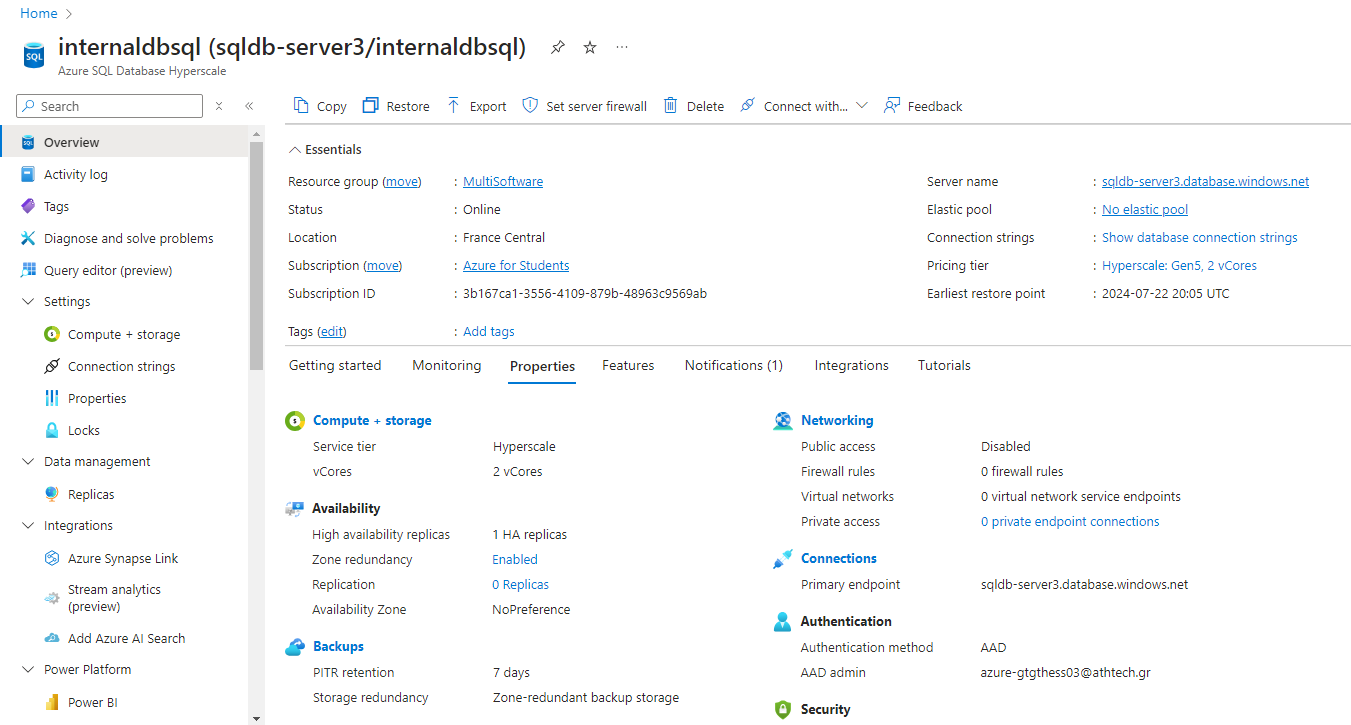 Home
internaldbsql (sqldb-server3/internaldbsql)
Azure SQL Database Hyperscale
Search
Overview
Activity log
Tags
Diagnose and solve problems
Query editor (preview)
Settings
Compute + storage
Connection strings
Properties
Locks
Data management
Replicas
Integrations
Azure Synapse Link
Stream analytics
(preview)
Add Azure AI Search
Power Platform
Power BI
Copy Restore Export Set server firewall Delete Connect with... Feedback
Essentials
Resource group (move) : MultiSoftware
Status : Online
Location : France Central
Subscription (move) : Azure for Students
Subscription ID : 3b167ca1-3556-4109-879b-48963c9569ab
Tags (edit) : Add tags
Server name : sqldb-server3.database.windows.net
Elastic pool : No elastic pool
Connection strings : Show database connection strings
Pricing tier : Hyperscale: Gen5, 2 vCores
Earliest restore point : 2024-07-22 20:05 UTC
Getting started Monitoring Properties Features Notifications (1) Integrations Tutorials
Compute + storage
Service tier Hyperscale
vCores 2 vCores
Availability
High availability replicas 1 HA replicas
Zone redundancy Enabled
Replication 0 Replicas
Availability Zone NoPreference
Backups
PITR retention 7 days
Storage redundancy Zone-redundant backup storage
Networking
Public access Disabled
Firewall rules 0 firewall rules
Virtual networks 0 virtual network service endpoints
Private access 0 private endpoint connections
Connections
Primary endpoint sqldb-server3.database.windows.net
Authentication
Authentication method AAD
AAD admin azure-gtgthess03@athtech.gr
Security